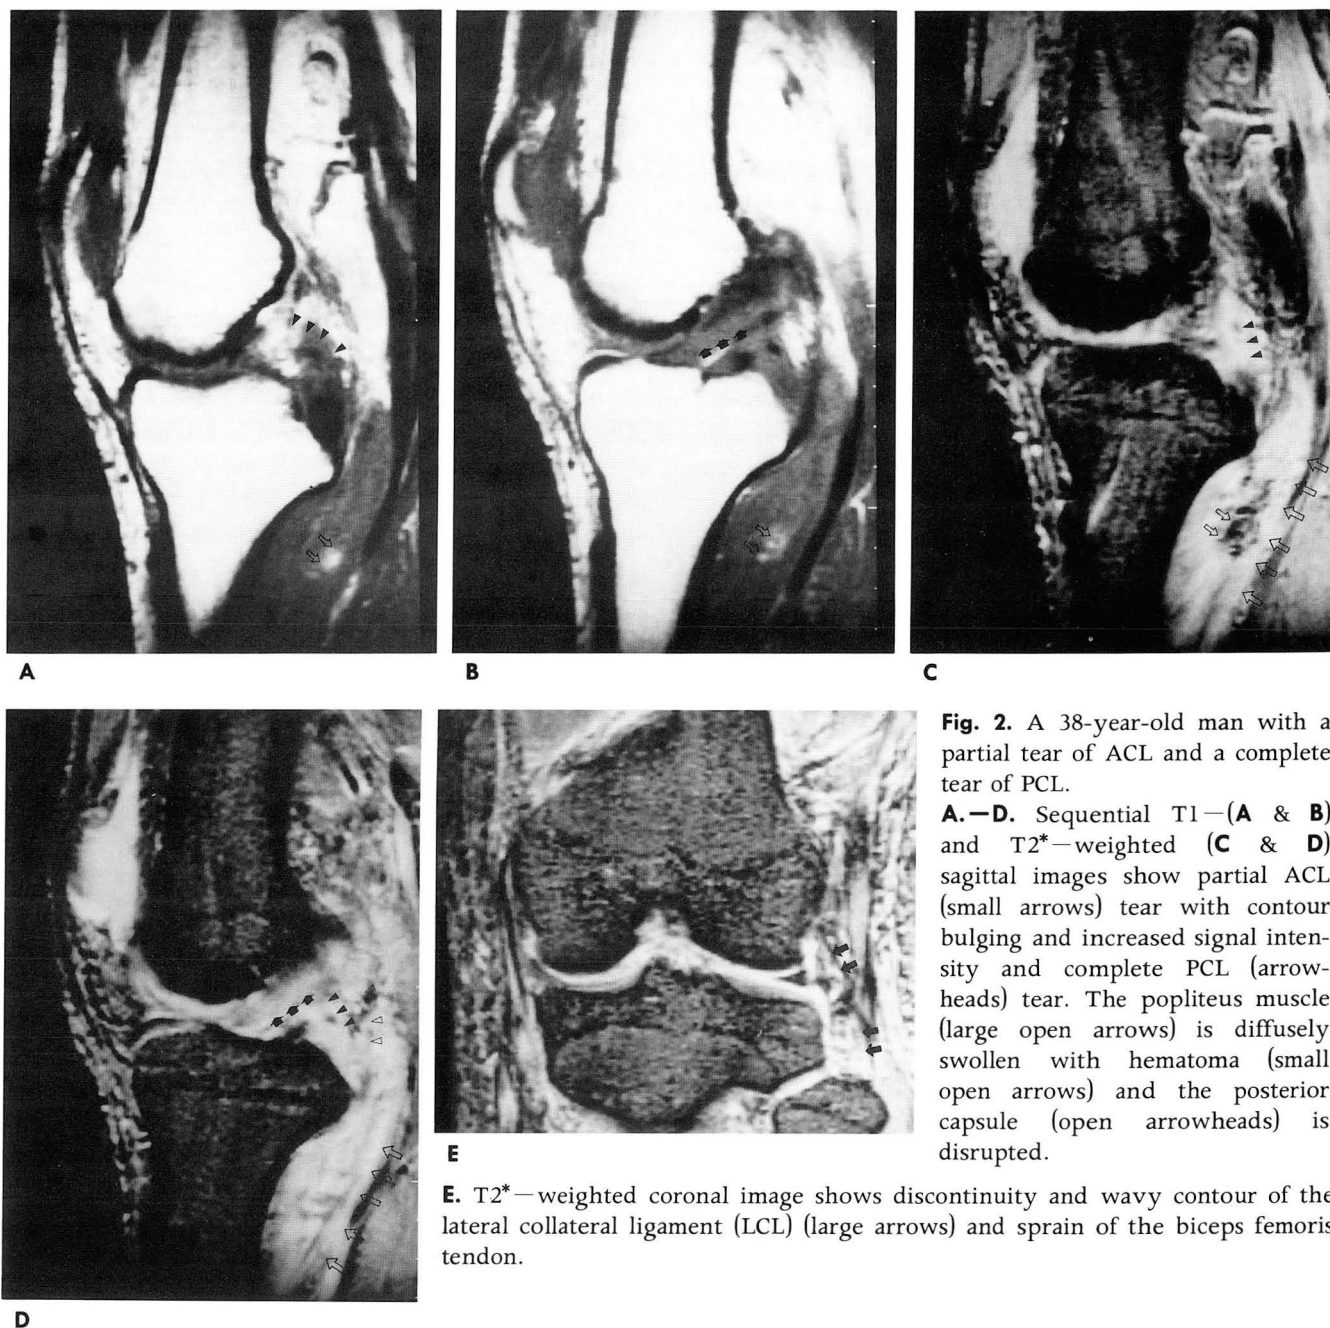 A
B
C
Fig. 2. A 38-year-old man with a
partial tear of ACL and a complete
tear of PCL.
A.—D. Sequential T1—(A & B)
and T2*—weighted (C & D)
sagittal images show partial ACL
(small arrows) tear with contour
bulging and increased signal inten-
sity and complete PCL (arrow-
heads) tear. The popliteus muscle
(large open arrows) is diffusely
swollen with hematoma (small
open arrows) and the posterior
capsule (open arrowheads) is
disrupted.
E
E. T2*—weighted coronal image shows discontinuity and wavy contour of the
lateral collateral ligament (LCL) (large arrows) and sprain of the biceps femoris
tendon.
D